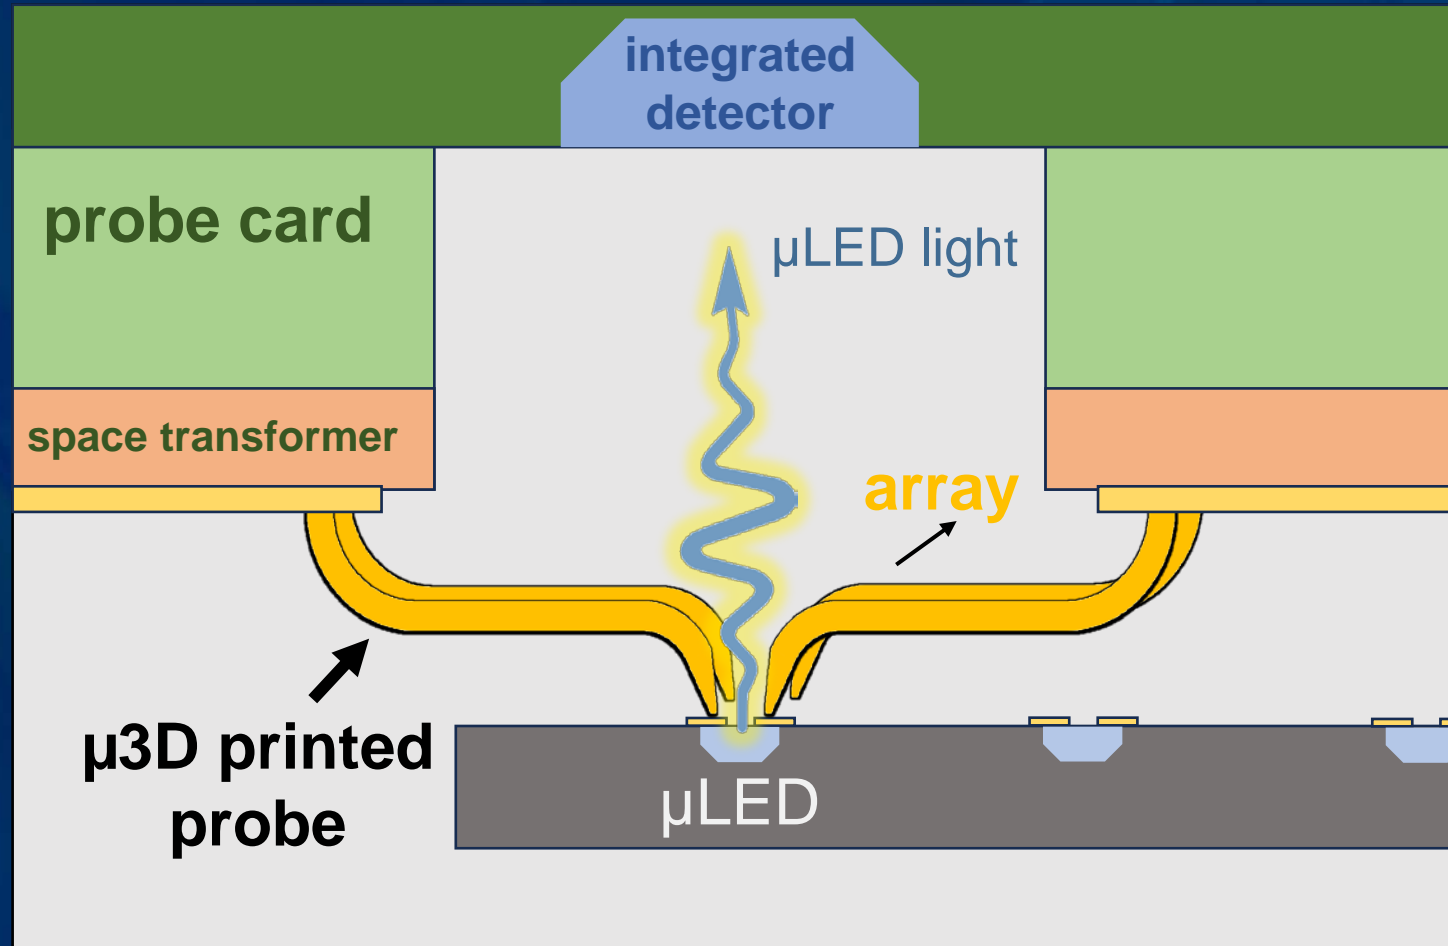 integrated
detector
probe card
µLED light
space transformer
array
µ3D printed
probe
µLED